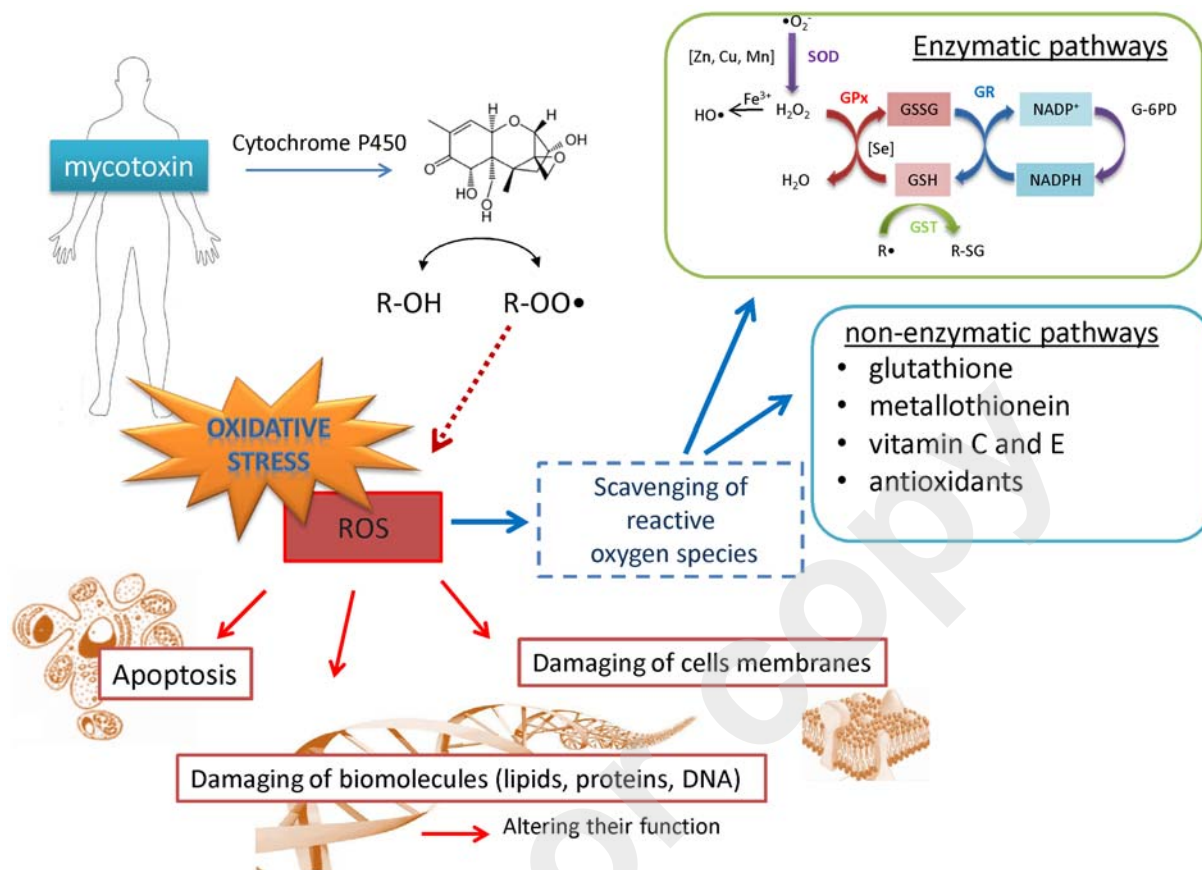 mycotoxin
Cytochrome P450
O
H
OH
O
O
HO
O
H
R-OH
R-OO•
OXIDATIVE
STRESS
ROS
Scavenging of
reactive
oxygen species
Enzymatic pathways
•O₂⁻
[Zn, Cu, Mn]
SOD
HO•
Fe³⁺
H₂O₂
GPx
GSSG
GR
NADP⁺
G-6PD
[Se]
H₂O
GSH
NADPH
GST
R•
R-SG
non-enzymatic pathways
• glutathione
• metallothionein
• vitamin C and E
• antioxidants
Apoptosis
Damaging of cells membranes
Damaging of biomolecules (lipids, proteins, DNA)
Altering their function
or copy